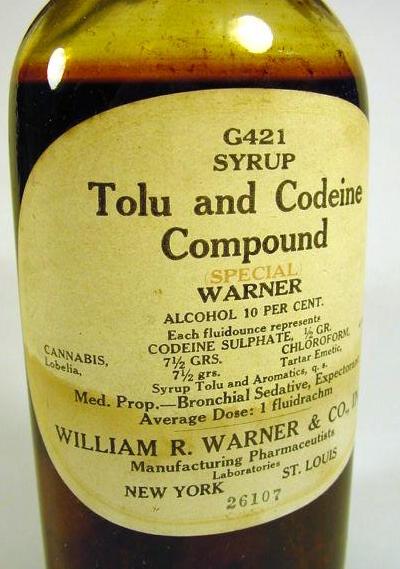 G421
SYRUP
Tolu and Codeine
Compound
SPECIAL
WARNER
ALCOHOL 10 PER CENT.
Each fluidounce represents
CODEINE SULPHATE, ½ GR.
CANNABIS, 7½ GRS. CHLOROFORM,
Lobelia, 7½ grs. Tartar Emetic,
Syrup Tolu and Aromatics, q. s.
Med. Prop.—Bronchial Sedative, Expectorant
Average Dose: 1 fluidrachm
WILLIAM R. WARNER & CO.,
Manufacturing Pharmaceutists
Laboratories
NEW YORK ST. LOUIS
26107